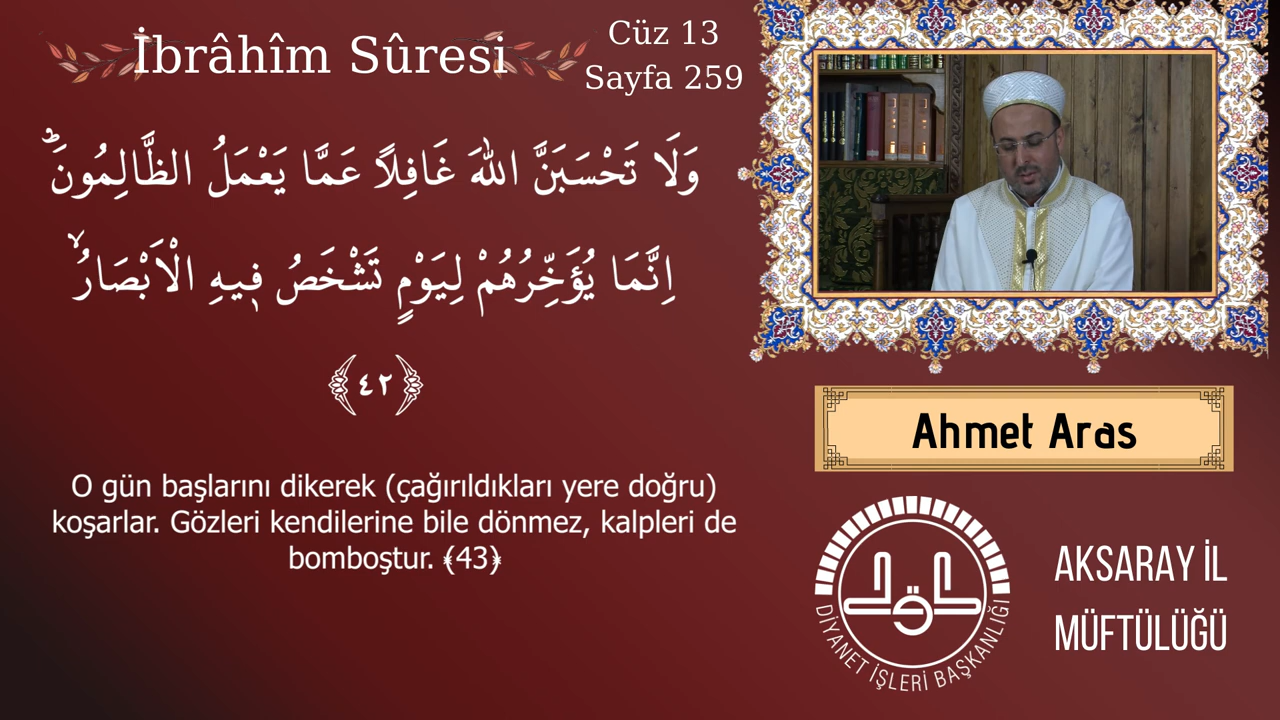 İbrâhîm Sûresi
Cüz 13
Sayfa 259
وَلَا تَحْسَبَنَّ اللّٰهَ غَافِلاً عَمَّا يَعْمَلُ الظَّالِمُونَۜ
اِنَّمَا يُؤَخِّرُهُمْ لِيَوْمٍ تَشْخَصُ ف۪يهِ الْاَبْصَارُۙ
﴿٤٢﴾
O gün başlarını dikerek (çağırıldıkları yere doğru)
koşarlar. Gözleri kendilerine bile dönmez, kalpleri de
bomboştur. ﴾43﴿
Ahmet Aras
DİYANET İŞLERİ BAŞKANLIĞI
AKSARAY İL
MÜFTÜLÜĞÜ